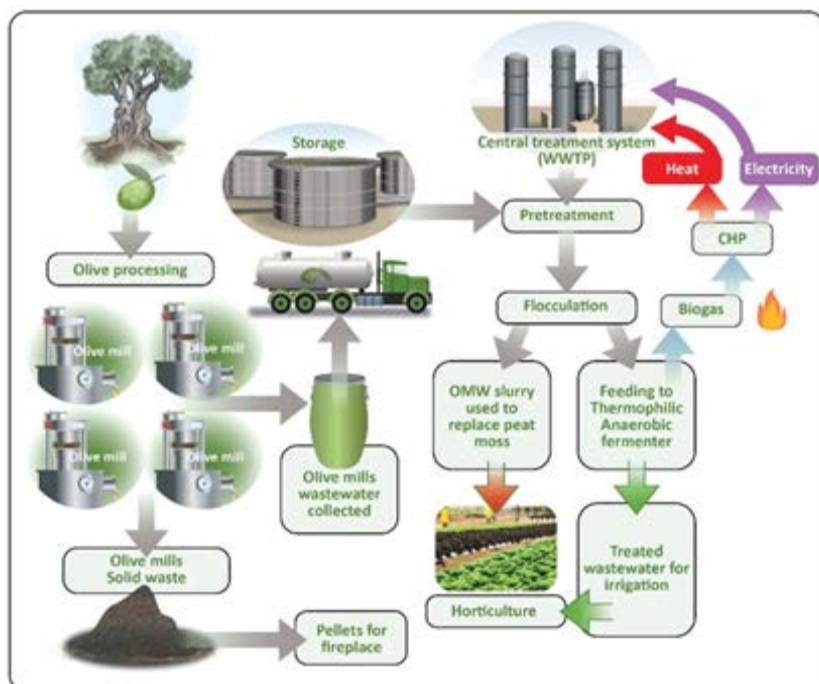 Storage
Central treatment system
(WWTP)
Heat
Electricity
Pretreatment
CHP
Olive processing
Flocculation
Biogas
Olive mill
Olive mill
Olive mill
Olive mill
OMW slurry
used to
replace peat
moss
Feeding to
Thermophilic
Anaerobic
fermenter
Olive mills
wastewater
collected
Olive mills
Solid waste
Treated
wastewater for
irrigation
Horticulture
Pellets for
fireplace